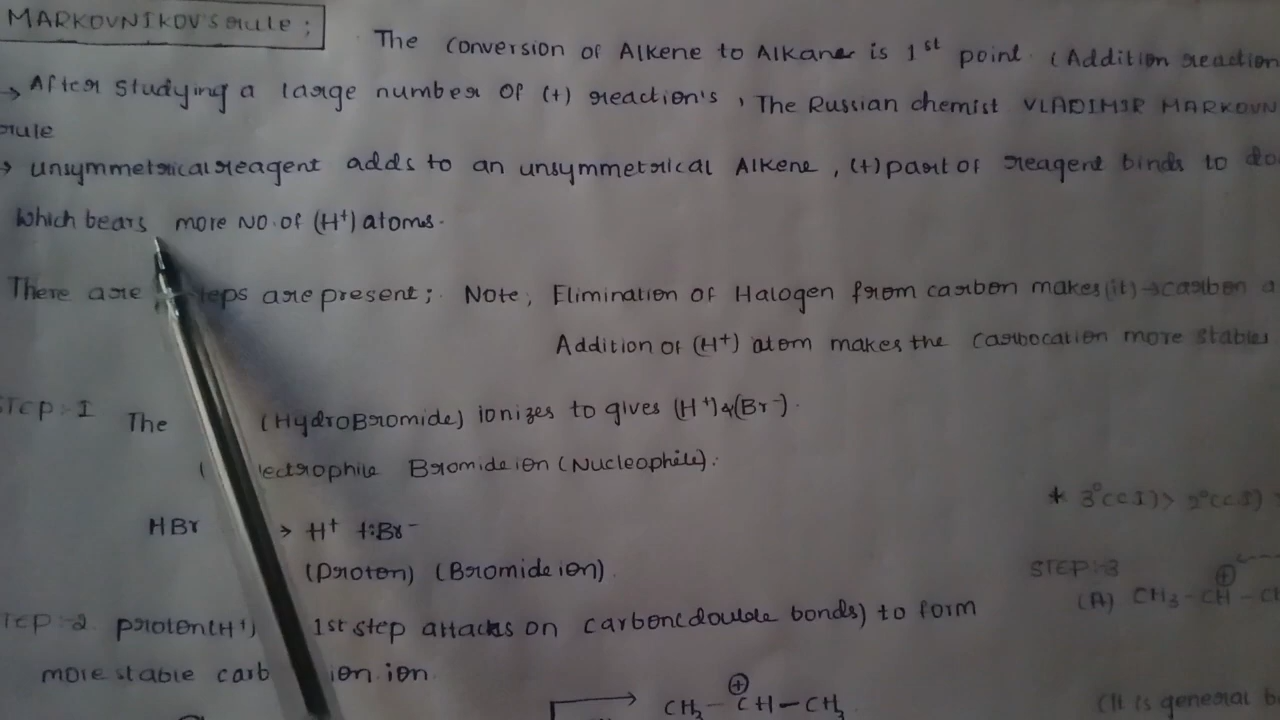 MARKOVNIKOV'S rule ;
The conversion of Alkene to Alkane is 1st point. (Addition reaction
→ After studying a large number of (+) reaction's, The Russian chemist VLADIMIR MARKOVN
rule
→ unsymmetrical reagent adds to an unsymmetrical Alkene, (+) part of reagent binds to do
which bears more NO. of (H+) atoms.
There are steps are present; Note; Elimination of Halogen from carbon makes (it) → carbon a
Addition of (H+) atom makes the carbocation more stables
STEP:-I The (HydroBromide) ionizes to gives (H+) & (Br-).
Bromide ion (Nucleophile):
HBr → H+ + :Br-
(Proton) (Bromide ion)
* 3°(C.I) > 2°(C.I) >
STEP:-3
(A) CH3 - CH - C
⊕
STEP:-2 proton(H+) 1st step attacks on carbon(double bonds) to form
more stable ion.
⊕
CH3 - CH - CH3
(It is general b